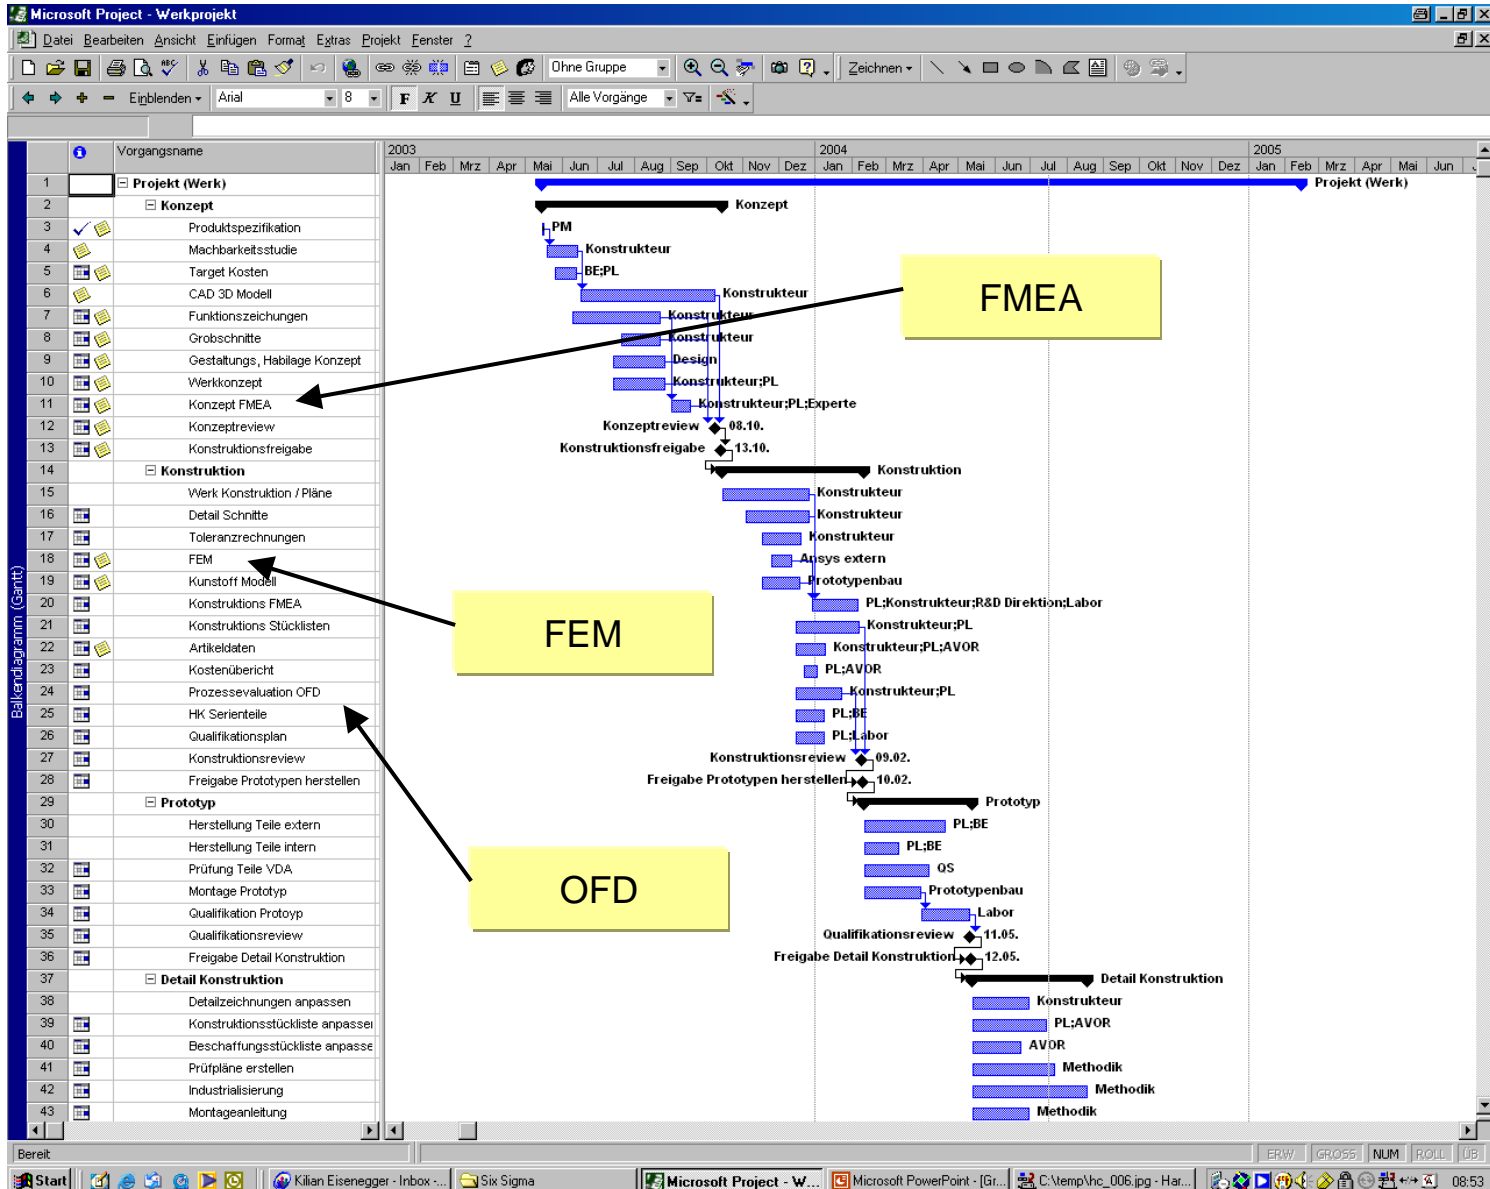 Microsoft Project - Werkprojekt
Datei Bearbeiten Ansicht Einfügen Format Extras Projekt Fenster ?
Ohne Gruppe Zeichnen
Einblenden Arial 8 F K U Alle Vorgänge
Vorgangsname 2003 2004 2005
Jan Feb Mrz Apr Mai Jun Jul Aug Sep Okt Nov Dez Jan Feb Mrz Apr Mai Jun Jul Aug Sep Okt Nov Dez Jan Feb Mrz Apr Mai Jun
1 Projekt (Werk) Projekt (Werk)
2 Konzept Konzept
3 Produktspezifikation PM
4 Machbarkeitsstudie Konstrukteur
5 Target Kosten BE;PL
6 CAD 3D Modell Konstrukteur
FMEA
7 Funktionszeichungen Konstrukteur
8 Grobschnitte Konstrukteur
9 Gestaltungs, Habilage Konzept Design
10 Werkkonzept Konstrukteur;PL
11 Konzept FMEA Konstrukteur;PL;Experte
12 Konzeptreview Konzeptreview 08.10.
13 Konstruktionsfreigabe Konstruktionsfreigabe 13.10.
14 Konstruktion Konstruktion
15 Werk Konstruktion / Pläne Konstrukteur
16 Detail Schnitte Konstrukteur
17 Toleranzrechnungen Konstrukteur
18 FEM Ansys extern
19 Kunstoff Modell Prototypenbau
20 Konstruktions FMEA PL;Konstrukteur;R&D Direktion;Labor
21 Konstruktions Stücklisten Konstrukteur;PL
FEM
22 Artikeldaten Konstrukteur;PL;AVOR
23 Kostenübericht PL;AVOR
24 Prozessevaluation OFD Konstrukteur;PL
25 HK Serienteile PL;BE
26 Qualifikationsplan PL;Labor
27 Konstruktionsreview Konstruktionsreview 09.02.
28 Freigabe Prototypen herstellen Freigabe Prototypen herstellen 10.02.
29 Prototyp Prototyp
30 Herstellung Teile extern PL;BE
31 Herstellung Teile intern PL;BE
32 Prüfung Teile VDA QS
33 Montage Prototyp Prototypenbau
OFD
34 Qualifikation Protoyp Labor
35 Qualifikationsreview Qualifikationsreview 11.05.
36 Freigabe Detail Konstruktion Freigabe Detail Konstruktion 12.05.
37 Detail Konstruktion Detail Konstruktion
38 Detailzeichnungen anpassen Konstrukteur
39 Konstruktionsstückliste anpasse PL;AVOR
40 Beschaffungsstückliste anpasse AVOR
41 Prüfpläne erstellen Methodik
42 Industrialisierung Methodik
43 Montageanleitung Methodik
Balkendiagramm (Gantt)
Bereit ERW GROSS NUM ROLL ÜB
Start Kilian Eisenegger - Inbox -... Six Sigma Microsoft Project - W... Microsoft PowerPoint - [Gr... C:\temp\hc_006.jpg - Har... 08:53